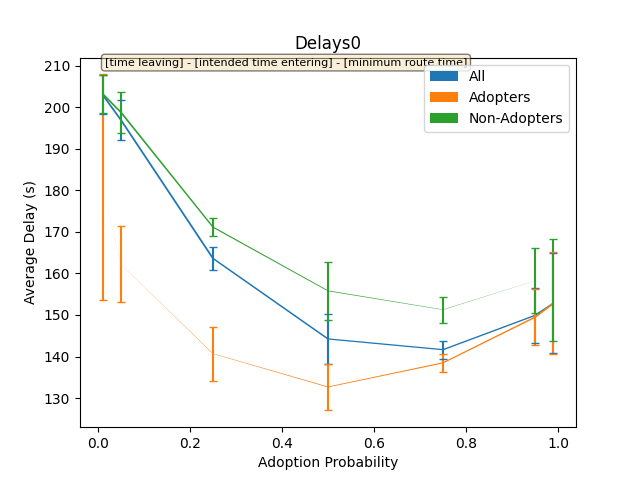 Delays0
[time leaving] - [intended time entering] - [minimum route time]
All
Adopters
Non-Adopters
210
200
190
180
170
160
150
140
130
Average Delay (s)
0.0 0.2 0.4 0.6 0.8 1.0
Adoption Probability